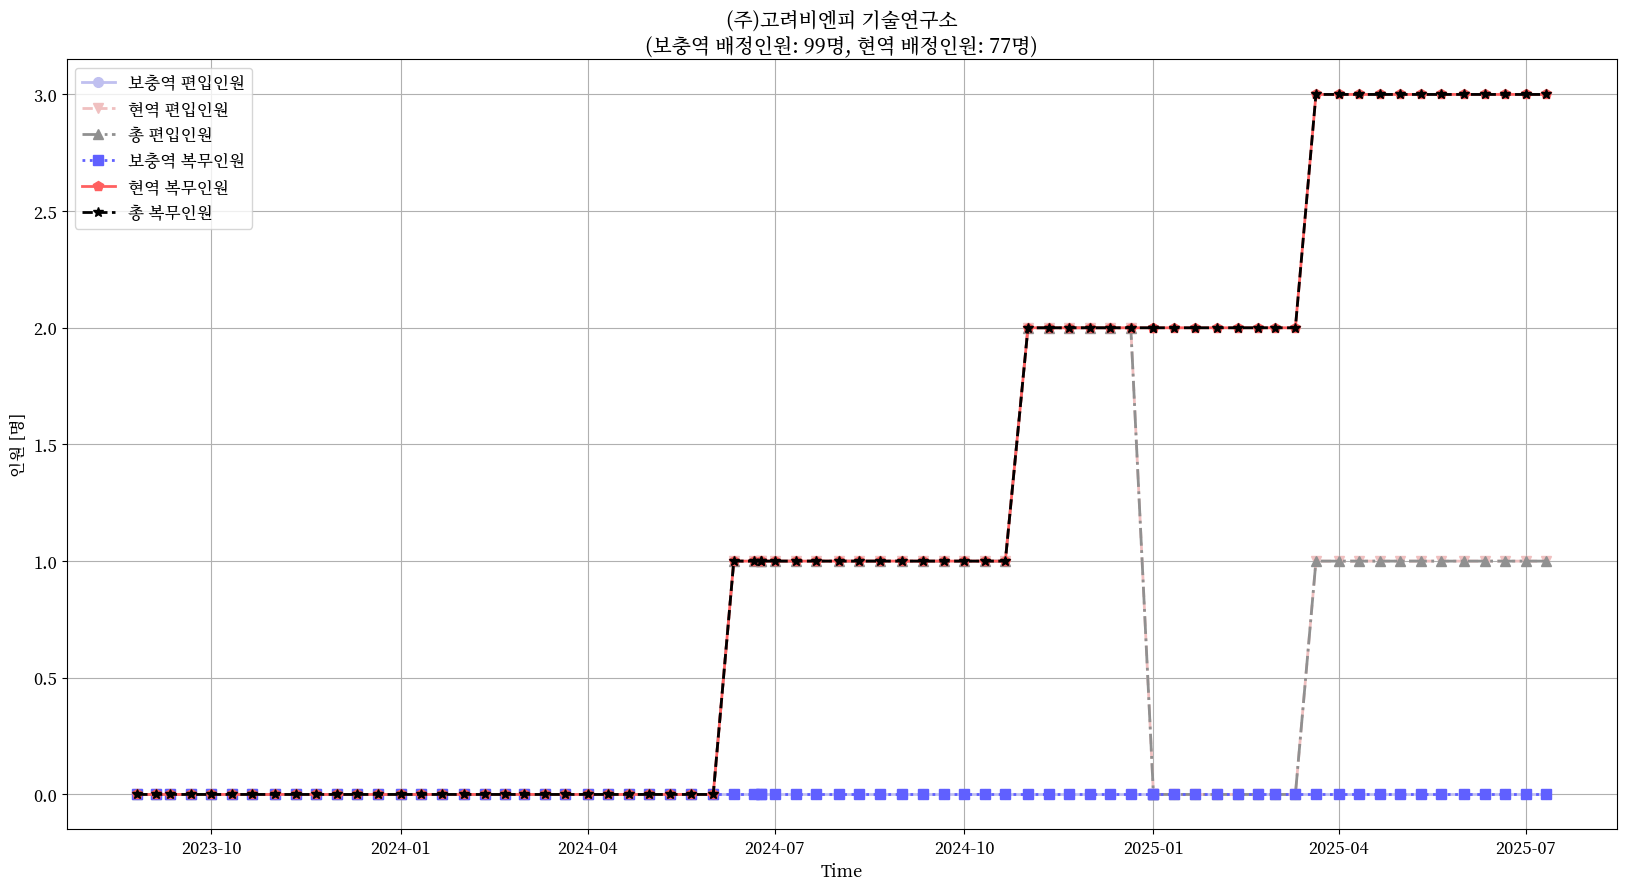 (주)고려비엔피 기술연구소
(보충역 배정인원: 99명, 현역 배정인원: 77명)
보충역 편입인원
현역 편입인원
총 편입인원
보충역 복무인원
현역 복무인원
총 복무인원
인원 [명]
3.0
2.5
2.0
1.5
1.0
0.5
0.0
2023-10
2024-01
2024-04
2024-07
2024-10
2025-01
2025-04
2025-07
Time